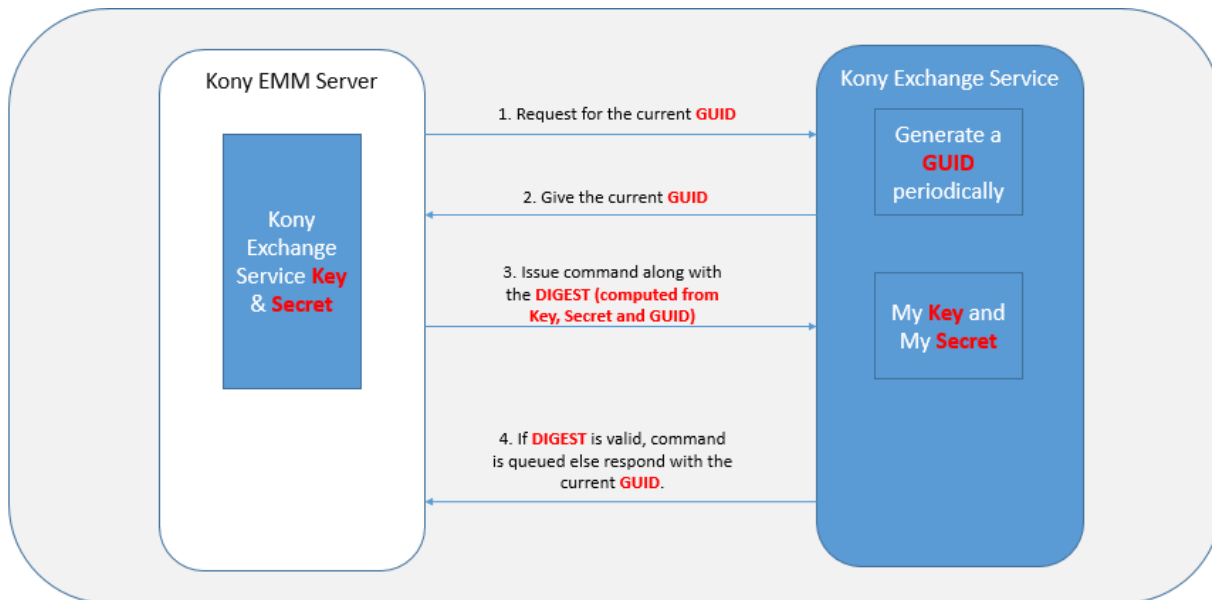 Kony EMM Server
Kony
Exchange
Service Key
& Secret
1. Request for the current GUID
2. Give the current GUID
3. Issue command along with
the DIGEST (computed from
Key, Secret and GUID)
4. If DIGEST is valid, command
is queued else respond with the
current GUID.
Kony Exchange Service
Generate a
GUID
periodically
My Key and
My Secret